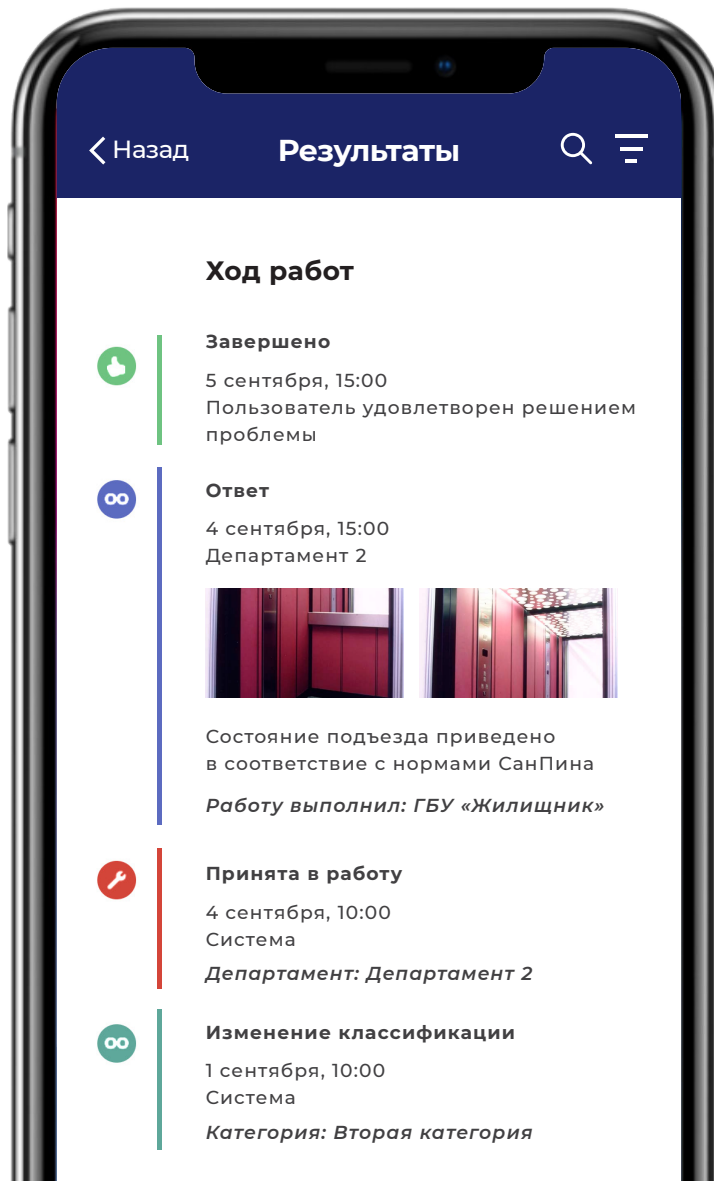 Назад
Результаты
Ход работ
Завершено
5 сентября, 15:00
Пользователь удовлетворен решением
проблемы
Ответ
4 сентября, 15:00
Департамент 2
Состояние подъезда приведено
в соответствие с нормами СанПина
Работу выполнил: ГБУ «Жилищник»
Принята в работу
4 сентября, 10:00
Система
Департамент: Департамент 2
Изменение классификации
1 сентября, 10:00
Система
Категория: Вторая категория